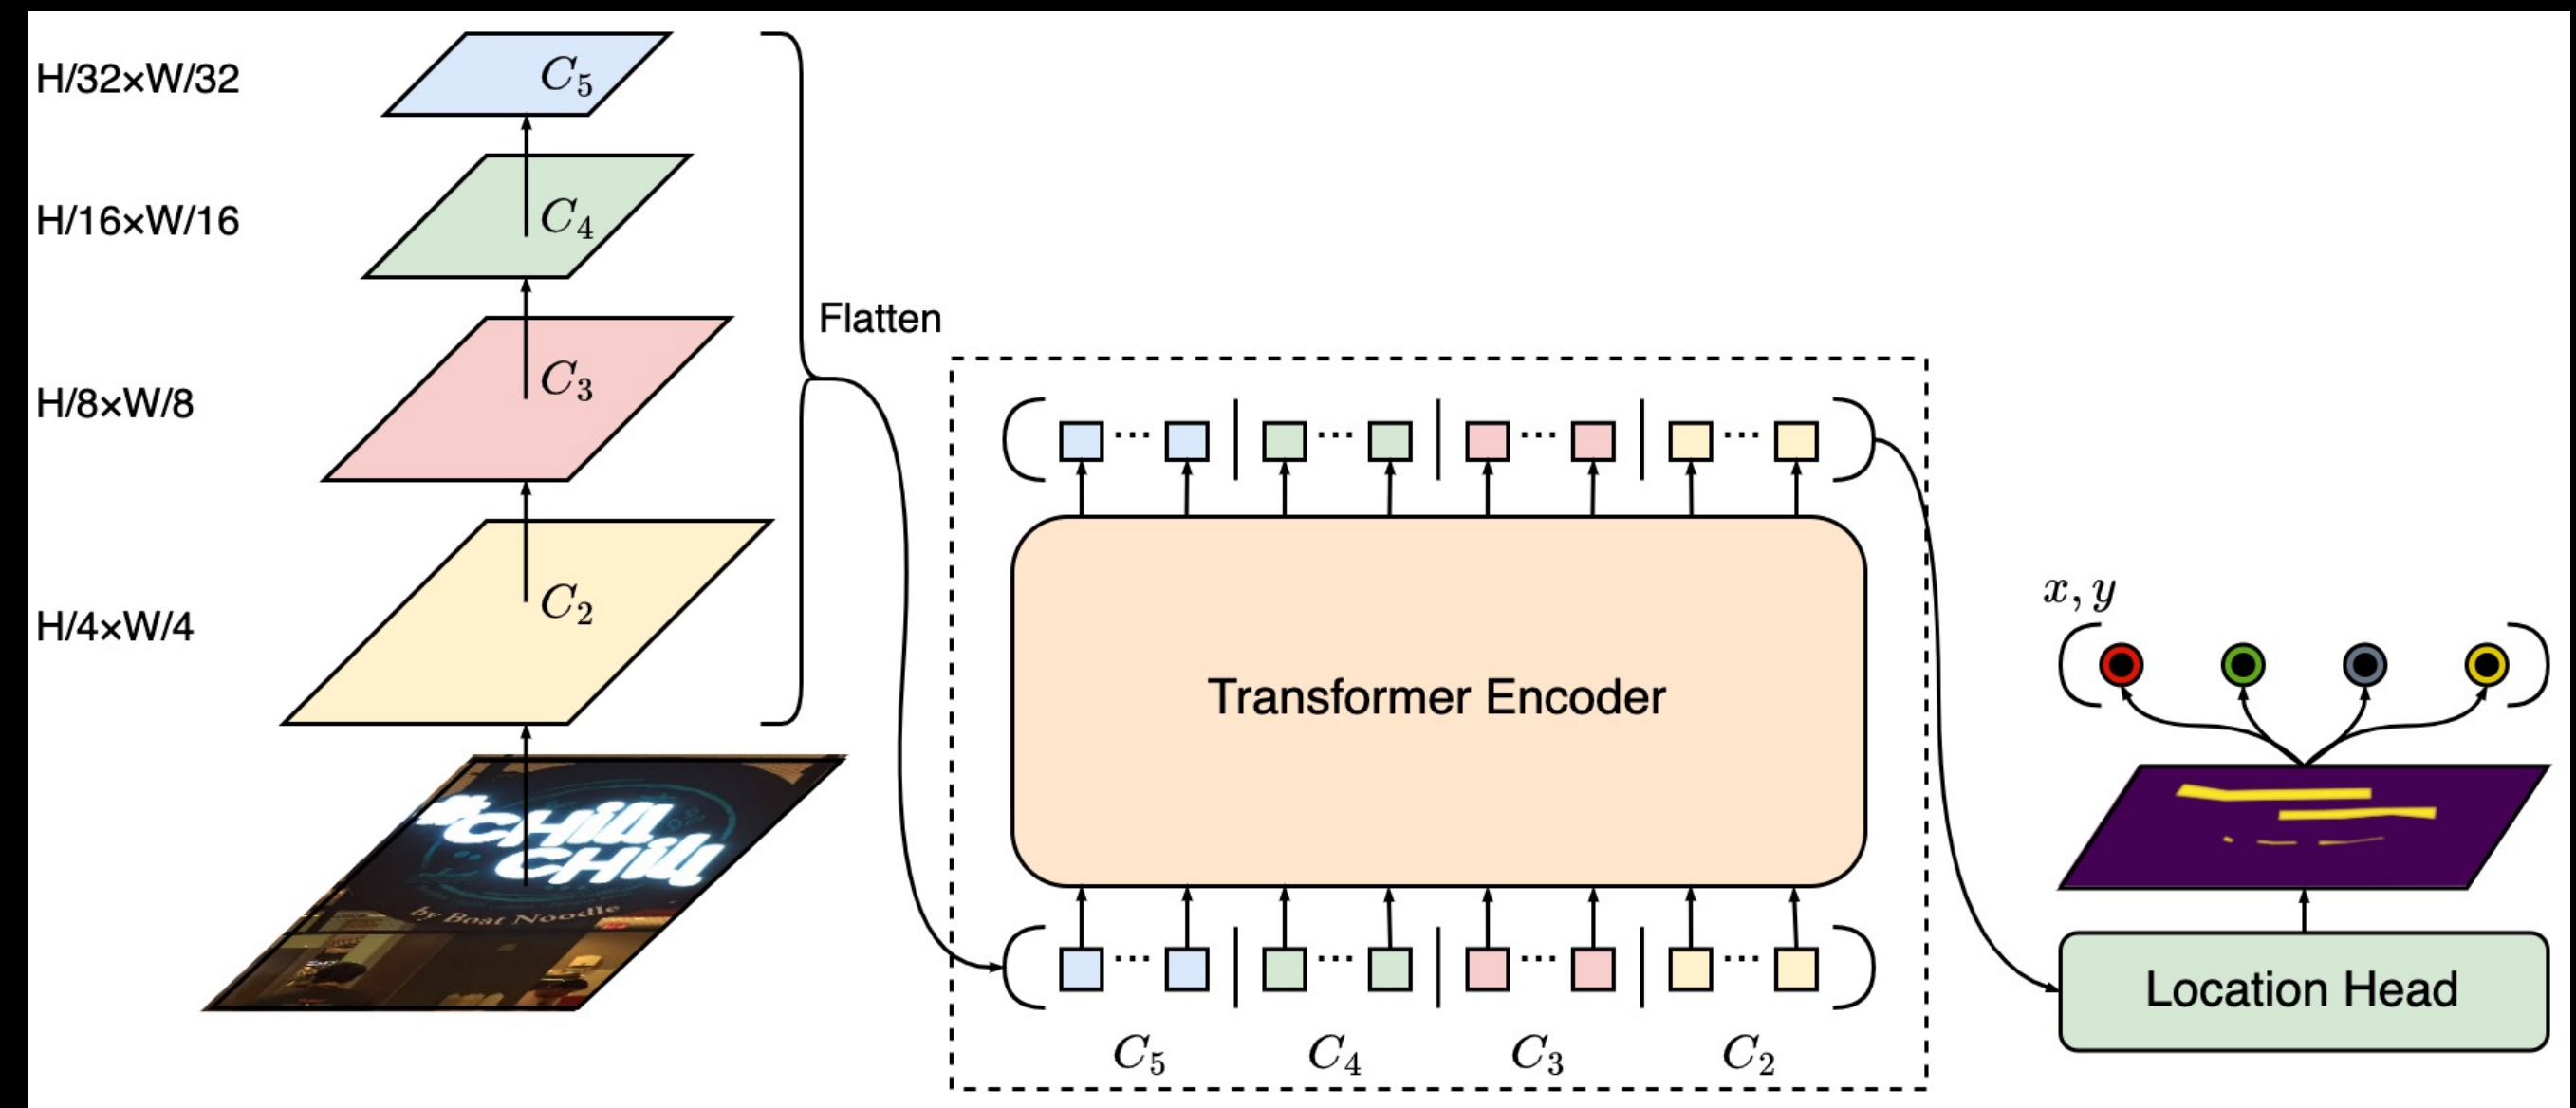 H/32×W/32
C₅
H/16×W/16
C₄
H/8×W/8
C₃
H/4×W/4
C₂
CHill
CHill
by Boat Noodle
Flatten
Transformer Encoder
C₅ C₄ C₃ C₂
x, y
Location Head